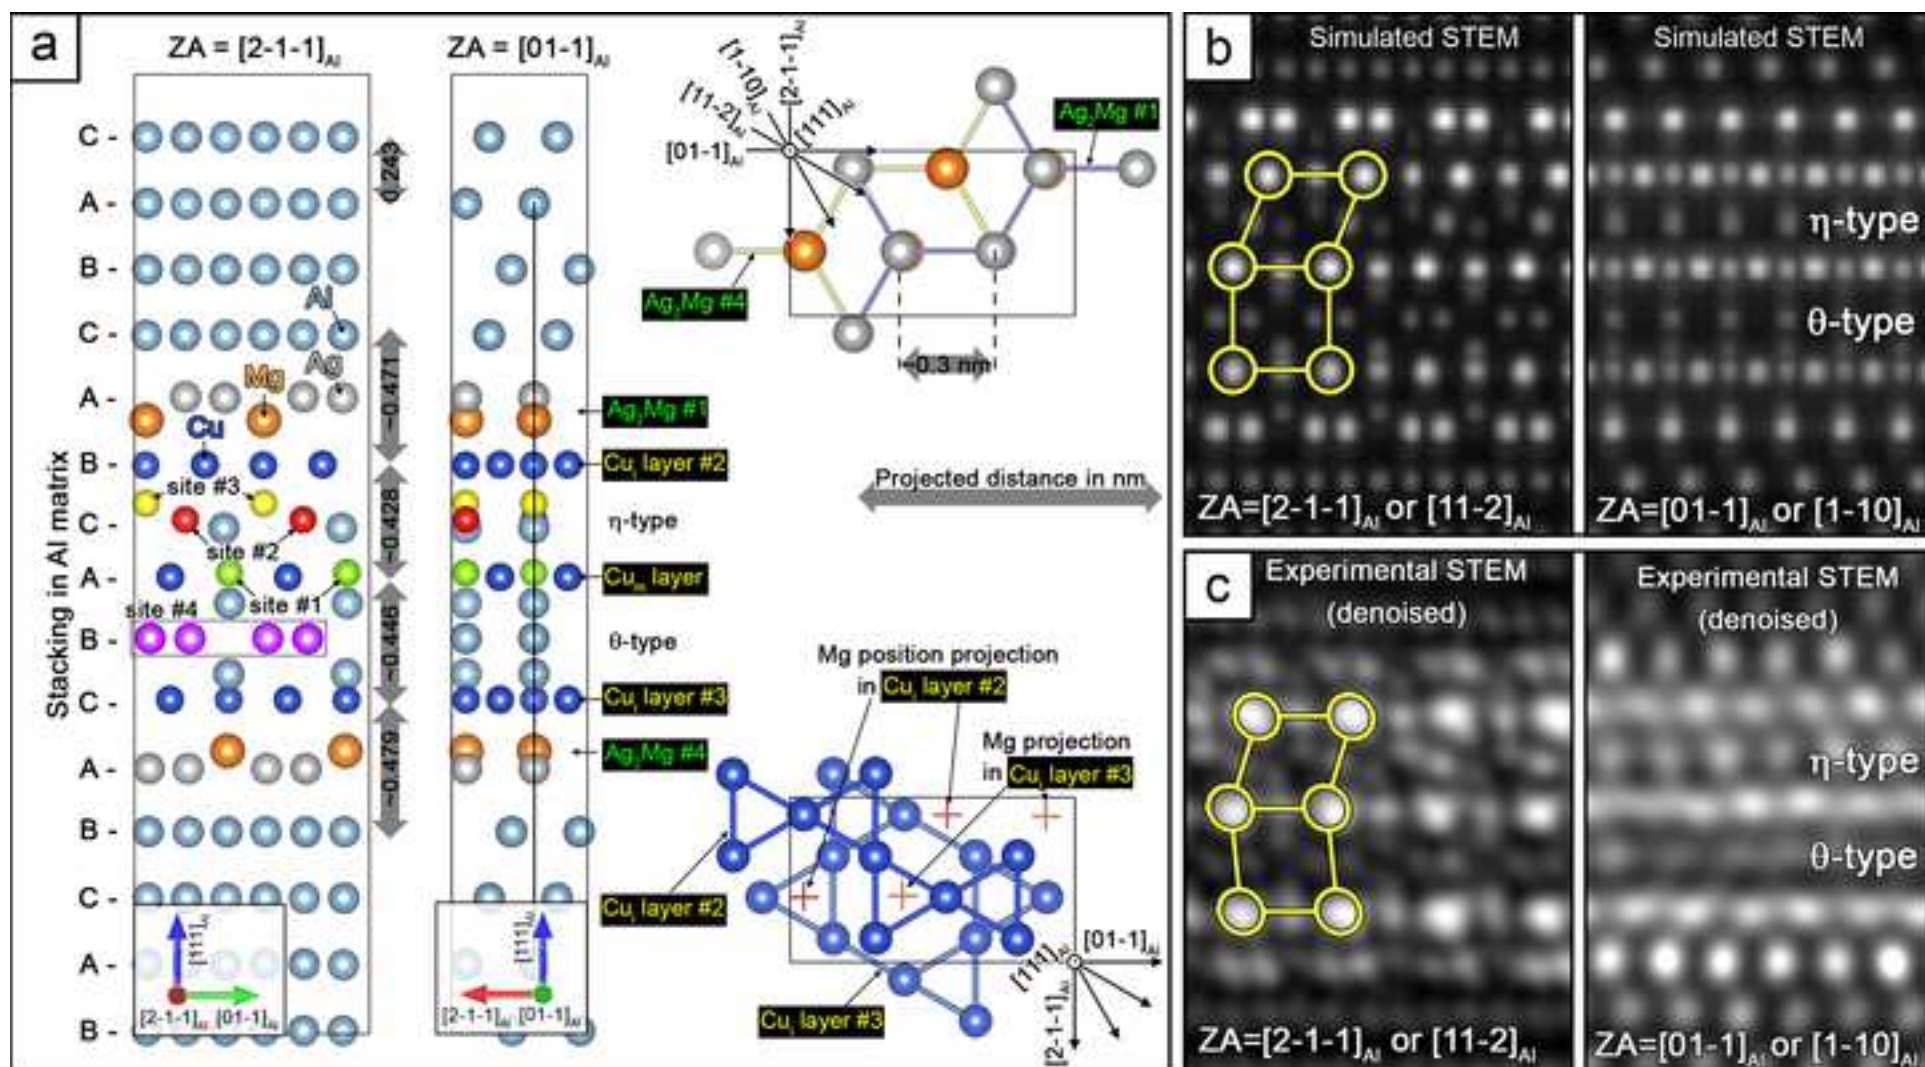 a
ZA = [2-1-1]Al
ZA = [01-1]Al
Stacking in Al matrix
C -
A -
B -
C -
A -
B -
C -
A -
B -
C -
A -
B -
C -
A -
B -
0.243
~0.471
~0.428
~0.446
~0.479
Al
Ag
Mg
Cu
site #3
site #2
site #4
site #1
[111]Al
[2-1-1]Al
[01-1]Al
[111]Al
[2-1-1]Al
[01-1]Al
Ag2Mg #1
Cui layer #2
η-type
Cum layer
θ-type
Cui layer #3
Ag2Mg #4
[1-10]Al
[2-1-1]Al
[11-2]Al
[111]Al
[01-1]Al
Ag2Mg #1
Ag2Mg #4
~0.3 nm
Projected distance in nm
Mg position projection
in Cui layer #2
Mg projection
in Cui layer #3
Cui layer #2
Cui layer #3
[111]Al
[01-1]Al
[2-1-1]Al
b
Simulated STEM
ZA=[2-1-1]Al or [11-2]Al
Simulated STEM
η-type
θ-type
ZA=[01-1]Al or [1-10]Al
c
Experimental STEM
(denoised)
ZA=[2-1-1]Al or [11-2]Al
Experimental STEM
(denoised)
η-type
θ-type
ZA=[01-1]Al or [1-10]Al